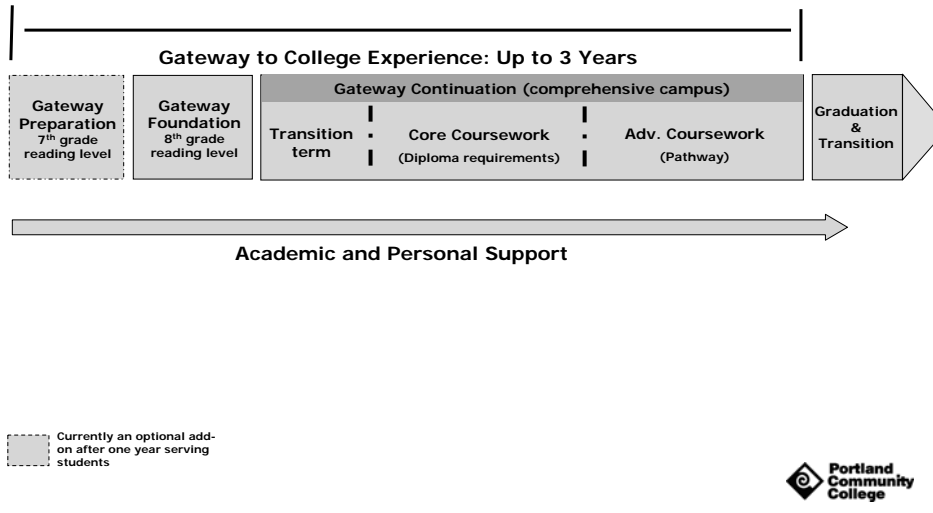 Gateway to College Experience: Up to 3 Years
Gateway
Preparation
7th grade
reading level
Gateway
Foundation
8th grade
reading level
Gateway Continuation (comprehensive campus)
Transition
term
Core Coursework
(Diploma requirements)
Adv. Coursework
(Pathway)
Graduation
&
Transition
Academic and Personal Support
Currently an optional add-
on after one year serving
students
Portland
Community
College